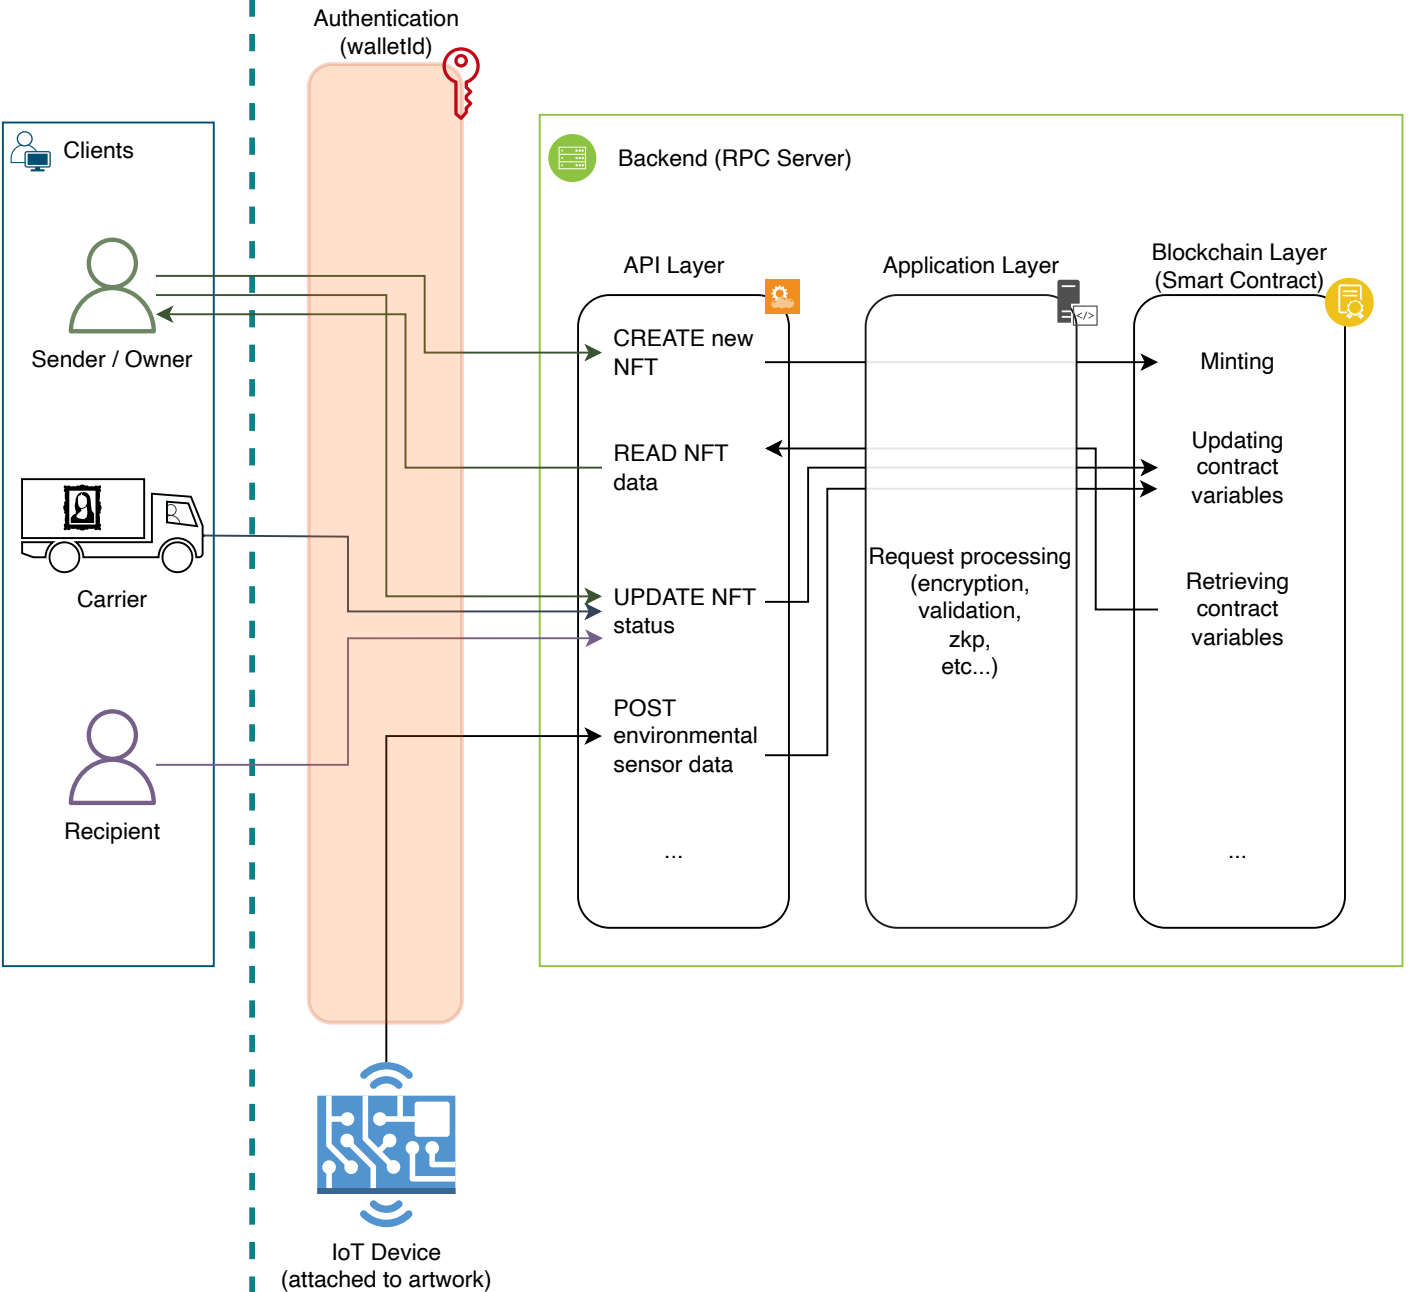 Authentication
(walletId)
Clients
Sender / Owner
Carrier
Recipient
Backend (RPC Server)
API Layer
CREATE new
NFT
READ NFT
data
UPDATE NFT
status
POST
environmental
sensor data
...
Application Layer
</>
Request processing
(encryption,
validation,
zkp,
etc...)
Blockchain Layer
(Smart Contract)
Minting
Updating
contract
variables
Retrieving
contract
variables
...
IoT Device
(attached to artwork)